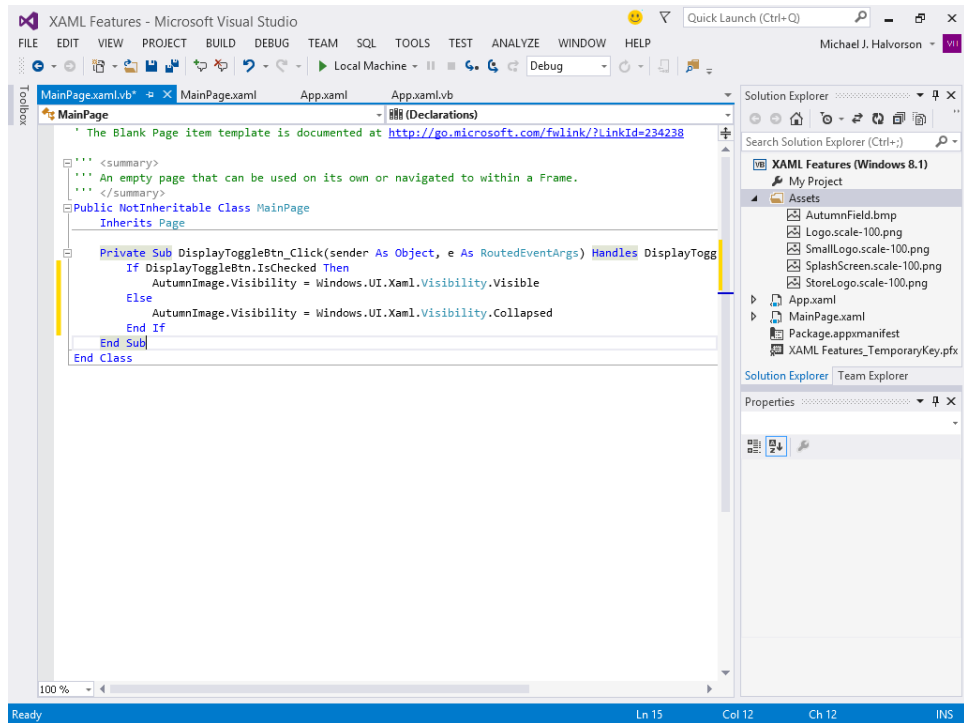 XAML Features - Microsoft Visual Studio
Quick Launch (Ctrl+Q)
FILE EDIT VIEW PROJECT BUILD DEBUG TEAM SQL TOOLS TEST ANALYZE WINDOW HELP
Michael J. Halvorson
VH
Local Machine
Debug
Toolbox
MainPage.xaml.vb* MainPage.xaml App.xaml App.xaml.vb
MainPage
(Declarations)
' The Blank Page item template is documented at http://go.microsoft.com/fwlink/?LinkId=234238
''' <summary>
''' An empty page that can be used on its own or navigated to within a Frame.
''' </summary>
Public NotInheritable Class MainPage
Inherits Page
Private Sub DisplayToggleBtn_Click(sender As Object, e As RoutedEventArgs) Handles DisplayTogg
If DisplayToggleBtn.IsChecked Then
AutumnImage.Visibility = Windows.UI.Xaml.Visibility.Visible
Else
AutumnImage.Visibility = Windows.UI.Xaml.Visibility.Collapsed
End If
End Sub
End Class
100 %
Solution Explorer
Search Solution Explorer (Ctrl+;)
VB XAML Features (Windows 8.1)
My Project
Assets
AutumnField.bmp
Logo.scale-100.png
SmallLogo.scale-100.png
SplashScreen.scale-100.png
StoreLogo.scale-100.png
App.xaml
MainPage.xaml
Package.appxmanifest
XAML Features_TemporaryKey.pfx
Solution Explorer Team Explorer
Properties
Ready
Ln 15 Col 12 Ch 12 INS